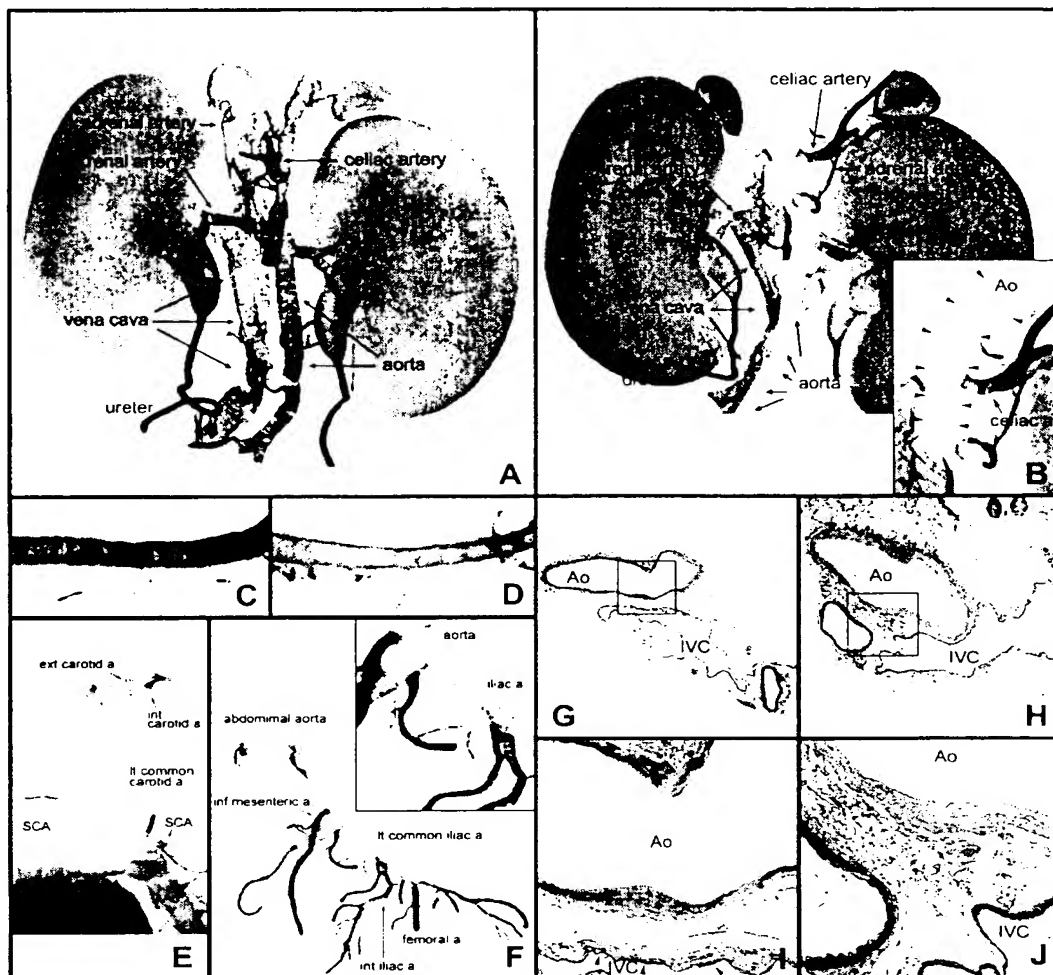 celiac artery
renal artery
vena cava
aorta
ureter
A
celiac artery
cava
aorta
Ao
B
C
D
ext carotid a
int
carotid a
lt common
carotid a
SCA
SCA
E
aorta
iliac a
abdomimal aorta
inf mesenteric a
lt common iliac a
femoral a
int iliac a
F
Ao
IVC
G
Ao
IVC
H
Ao
IVC
I
Ao
IVC
J